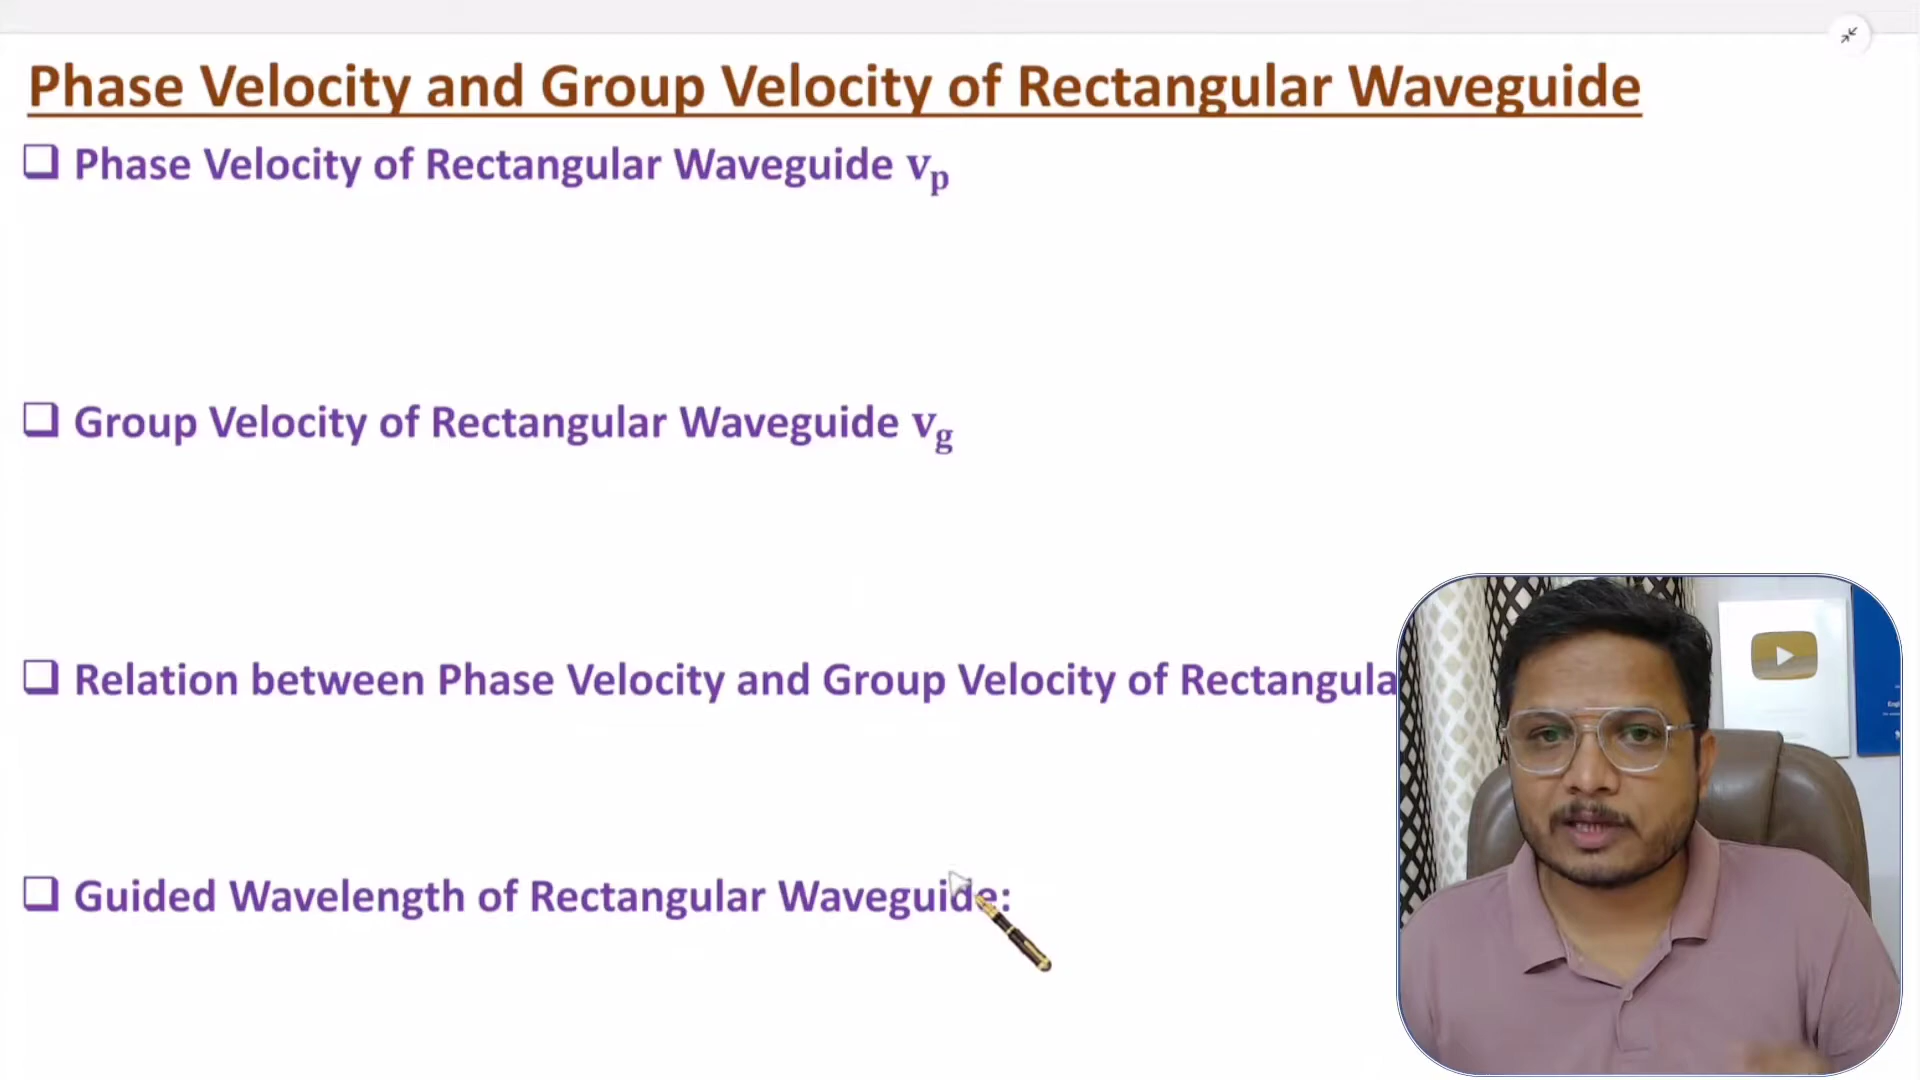 Phase Velocity and Group Velocity of Rectangular Waveguide
❑ Phase Velocity of Rectangular Waveguide vₚ
❑ Group Velocity of Rectangular Waveguide v_g
❑ Relation between Phase Velocity and Group Velocity of Rectangula
❑ Guided Wavelength of Rectangular Waveguide: